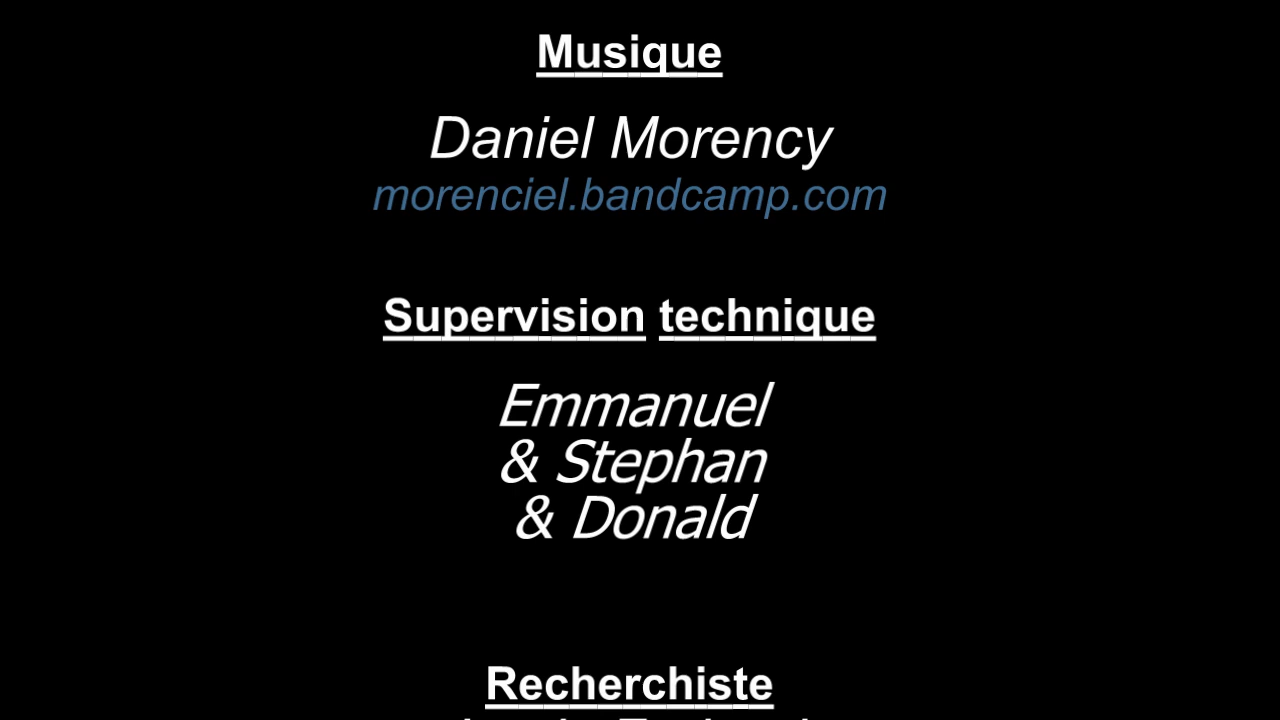 Musique
Daniel Morency
morenciel.bandcamp.com
Supervision technique
Emmanuel
& Stephan
& Donald
Recherchiste